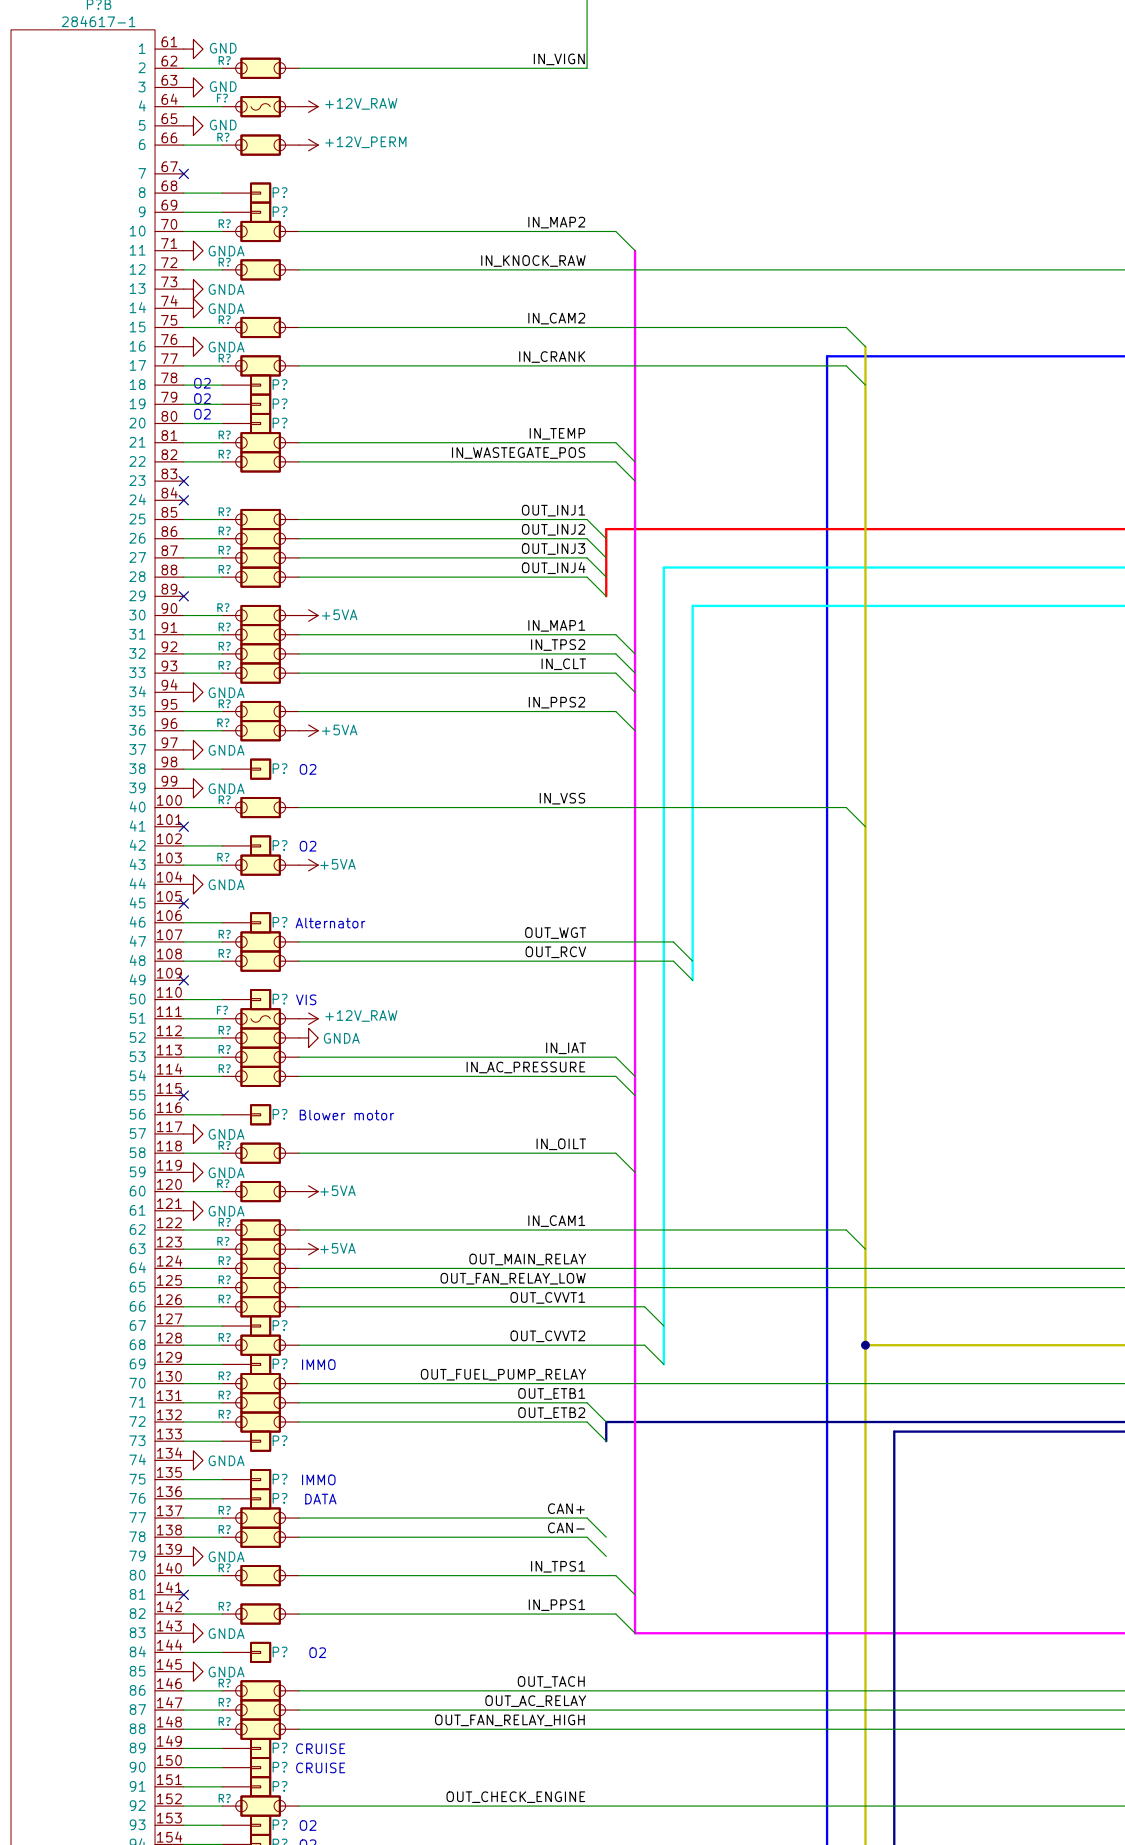 P?B
284617-1
1 61 GND
2 62 R? IN_VIGN
3 63 GND
4 64 F? +12V_RAW
5 65 GND
6 66 R? +12V_PERM
7 67
8 68 P?
9 69 P?
10 70 R? IN_MAP2
11 71 GNDA
12 72 R? IN_KNOCK_RAW
13 73 GNDA
14 74 GNDA
15 75 R? IN_CAM2
16 76 GNDA
17 77 R? IN_CRANK
18 78 O2 P?
19 79 O2 P?
20 80 O2 P?
21 81 R? IN_TEMP
22 82 R? IN_WASTEGATE_POS
23 83
24 84
25 85 R? OUT_INJ1
26 86 R? OUT_INJ2
27 87 R? OUT_INJ3
28 88 R? OUT_INJ4
29 89
30 90 R? +5VA
31 91 R? IN_MAP1
32 92 R? IN_TPS2
33 93 R? IN_CLT
34 94 GNDA
35 95 R? IN_PPS2
36 96 R? +5VA
37 97 GNDA
38 98 P? O2
39 99 GNDA
40 100 R? IN_VSS
41 101
42 102 P? O2
43 103 R? +5VA
44 104 GNDA
45 105
46 106 P? Alternator
47 107 R? OUT_WGT
48 108 R? OUT_RCV
49 109
50 110 P? VIS
51 111 F? +12V_RAW
52 112 R? GNDA
53 113 R? IN_IAT
54 114 R? IN_AC_PRESSURE
55 115
56 116 P? Blower motor
57 117 GNDA
58 118 R? IN_OILT
59 119 GNDA
60 120 R? +5VA
61 121 GNDA
62 122 R? IN_CAM1
63 123 R? +5VA
64 124 R? OUT_MAIN_RELAY
65 125 R? OUT_FAN_RELAY_LOW
66 126 R? OUT_CVVT1
67 127 P?
68 128 R? OUT_CVVT2
69 129 P? IMMO
70 130 R? OUT_FUEL_PUMP_RELAY
71 131 R? OUT_ETB1
72 132 R? OUT_ETB2
73 133 P?
74 134 GNDA
75 135 P? IMMO
76 136 P? DATA
77 137 R? CAN+
78 138 R? CAN-
79 139 GNDA
80 140 R? IN_TPS1
81 141
82 142 R? IN_PPS1
83 143 GNDA
84 144 P? O2
85 145 GNDA
86 146 R? OUT_TACH
87 147 R? OUT_AC_RELAY
88 148 R? OUT_FAN_RELAY_HIGH
89 149 P? CRUISE
90 150 P? CRUISE
91 151 P?
92 152 R? OUT_CHECK_ENGINE
93 153 P? O2
94 154 P? O2